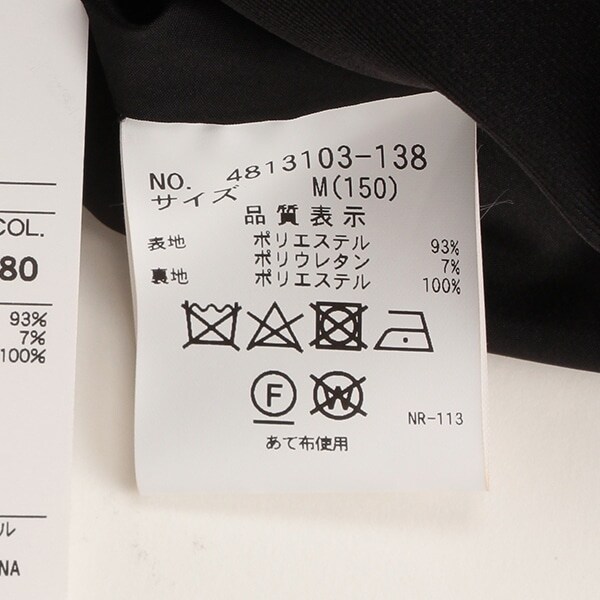 COL.
80
93%
7%
100%
ル
NA
NO. 4813103-138
サイズ M(150)
品質表示
表地 ポリエステル 93%
ポリウレタン 7%
裏地 ポリエステル 100%
F W
NR-113
あて布使用